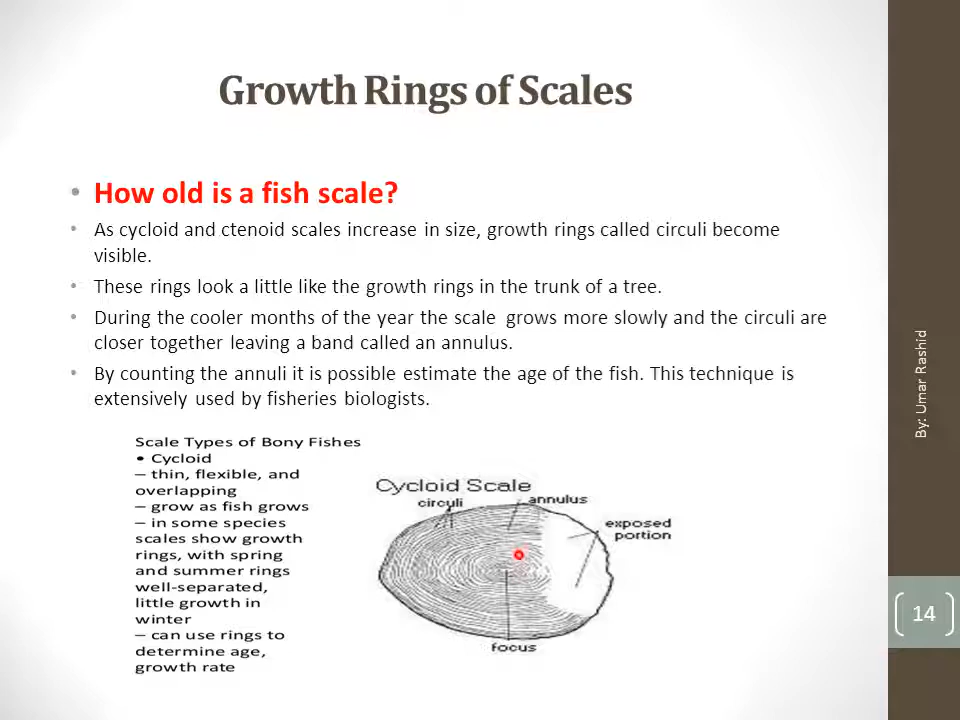 Growth Rings of Scales
• How old is a fish scale?
• As cycloid and ctenoid scales increase in size, growth rings called circuli become
visible.
• These rings look a little like the growth rings in the trunk of a tree.
• During the cooler months of the year the scale grows more slowly and the circuli are
closer together leaving a band called an annulus.
• By counting the annuli it is possible estimate the age of the fish. This technique is
extensively used by fisheries biologists.
Scale Types of Bony Fishes
• Cycloid
– thin, flexible, and
overlapping
– grow as fish grows
– in some species
scales show growth
rings, with spring
and summer rings
well-separated,
little growth in
winter
– can use rings to
determine age,
growth rate
Cycloid Scale
circuli
annulus
exposed
portion
focus
By: Umar Rashid
14